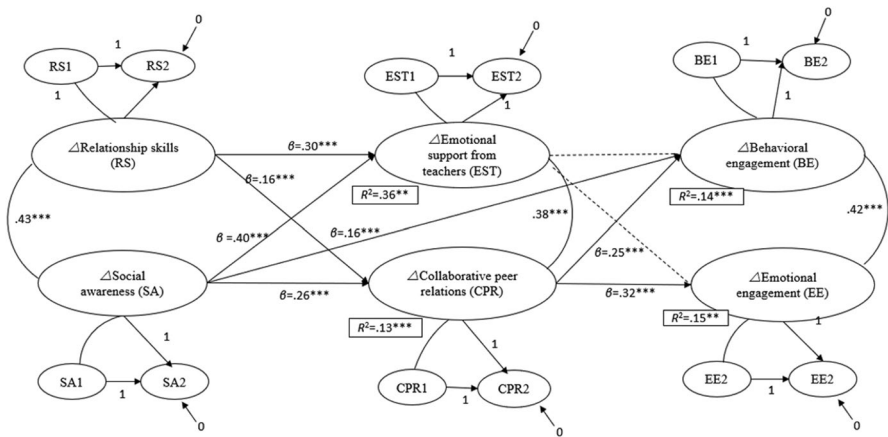 0
0
0
1
1
1
RS1
RS2
EST1
EST2
BE1
BE2
1
1
1
⊿Relationship skills
(RS)
β=.30***
⊿Emotional
support from
teachers (EST)
⊿Behavioral
engagement (BE)
β=.16***
R²=.36**
R²=.14***
.43***
β =.40***
.16***
.38***
β=.25***
.42***
⊿Social
awareness (SA)
β=.26***
⊿Collaborative peer
relations (CPR)
β=.32***
⊿Emotional
engagement (EE)
R²=.13***
R²=.15**
1
1
1
SA1
SA2
CPR1
CPR2
EE2
EE2
1
1
1
0
0
0